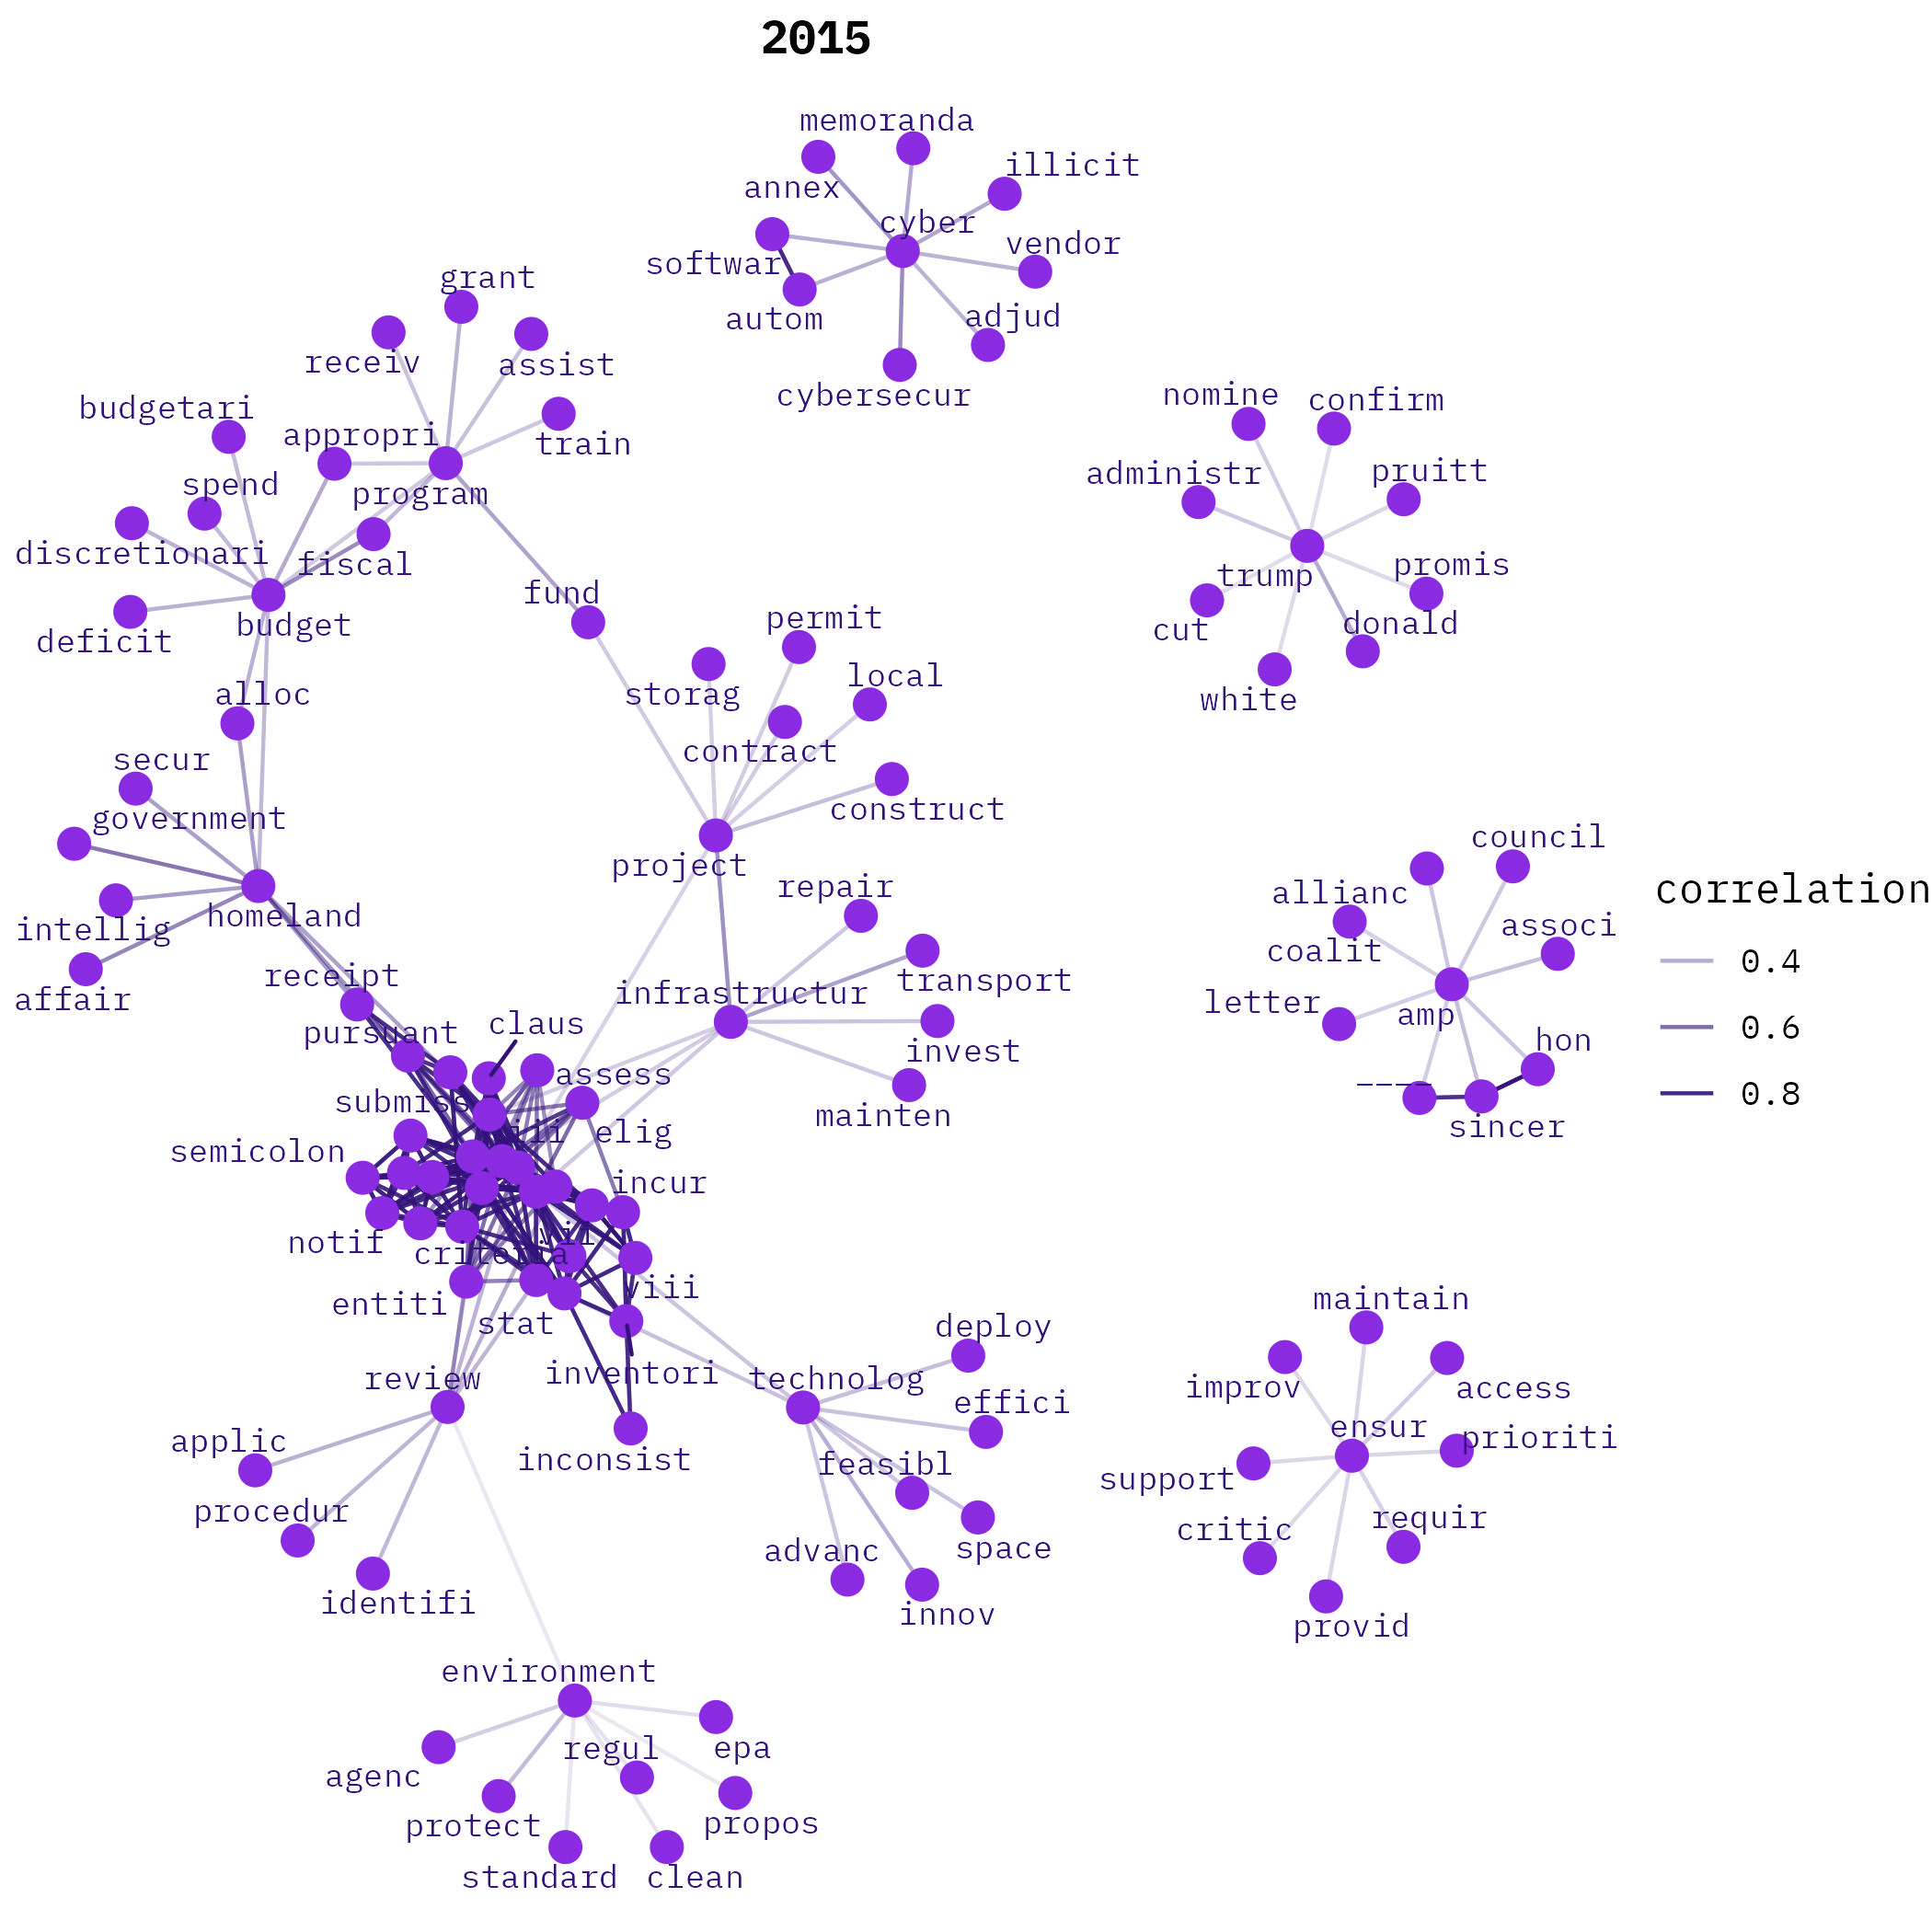 2015
memoranda
illicit
annex
cyber
vendor
softwar
grant
autom
adjud
receiv
assist
cybersecur
nomine
confirm
budgetari
appropri
train
administr
pruitt
spend
program
discretionari
fiscal
promis
trump
fund
permit
donald
cut
budget
deficit
local
storag
alloc
white
contract
secur
construct
government
council
project
repair
correlation
allianc
homeland
associ
intellig
coalit
0.4
receipt
transport
affair
infrastructur
letter
amp
claus
0.6
pursuant
hon
invest
assess
----
0.8
submiss
mainten
sincer
iii
elig
semicolon
incur
vii
notif
criteria
viii
maintain
entiti
stat
deploy
inventori
technolog
review
improv
access
effici
ensur
prioriti
applic
inconsist
feasibl
support
procedur
requir
critic
advanc
space
identifi
innov
provid
environment
regul
epa
agenc
protect
propos
standard
clean